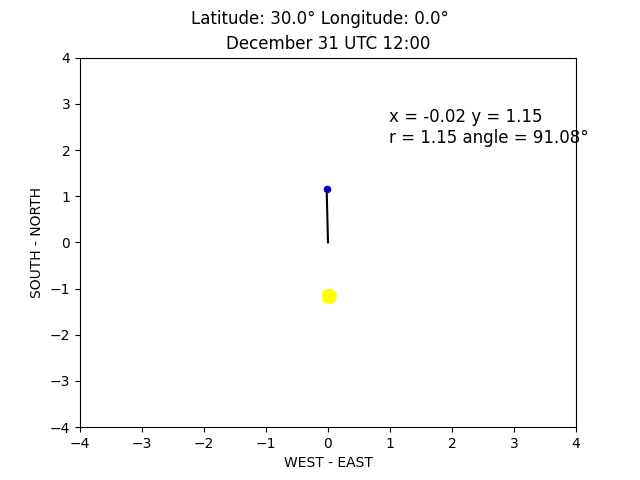 Latitude: 30.0° Longitude: 0.0°
December 31 UTC 12:00
x = -0.02 y = 1.15
r = 1.15 angle = 91.08°
4
3
2
1
0
−1
−2
−3
−4
SOUTH - NORTH
−4 −3 −2 −1 0 1 2 3 4
WEST - EAST